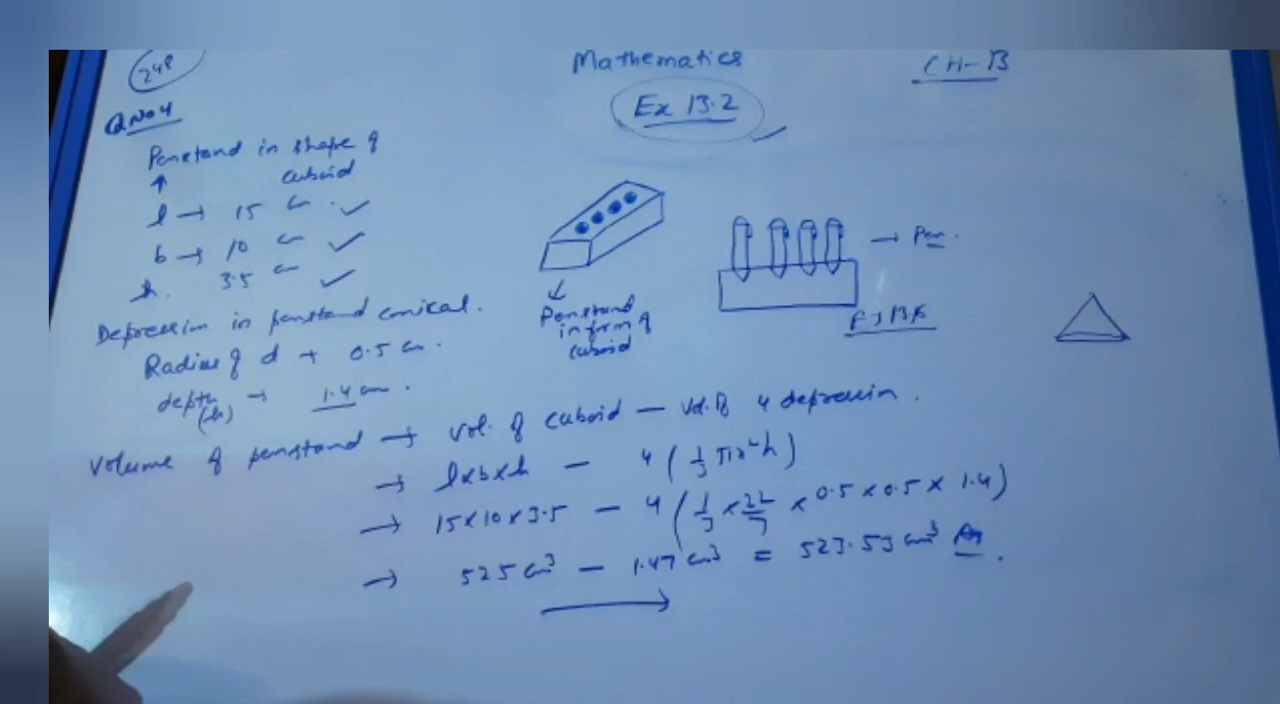 248
Mathematics
CH-13
Ex 13.2
Q No 4
Penstand in shape of
cuboid
l → 15 cm
b → 10 cm
h. 3.5 cm
Depression in penstand conical.
Radius of d → 0.5 cm.
depth → 1.4 cm.
(h)
Penstand
in form of
cuboid
→ Pen.
Volume of penstand → vol. of cuboid — vol. of 4 depression.
→ l×b×h — 4(1/3 πr²h)
→ 15×10×3.5 — 4(1/3 × 22/7 × 0.5 × 0.5 × 1.4)
→ 525 cm³ — 1.47 cm³ = 523.53 cm³ Ans.